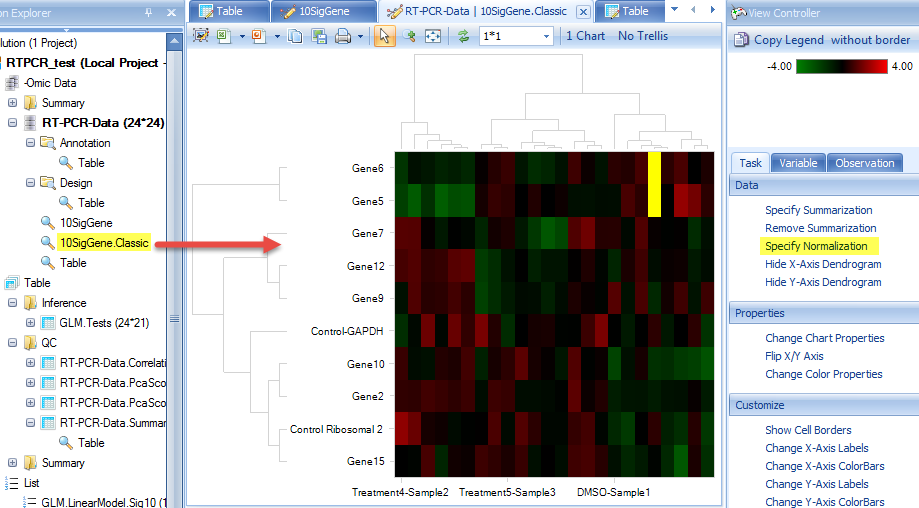 on Explorer
olution (1 Project)
RTPCR_test (Local Project -
-Omic Data
Summary
RT-PCR-Data (24*24)
Annotation
Table
Design
Table
10SigGene
10SigGene.Classic
Table
Table
Inference
GLM.Tests (24*21)
QC
RT-PCR-Data.Correlati
RT-PCR-Data.PcaSco
RT-PCR-Data.PcaSco
RT-PCR-Data.Summar
Table
Summary
List
GLM.LinearModel.Sig10 (1
Table
10SigGene
RT-PCR-Data | 10SigGene.Classic
Table
1*1
1 Chart
No Trellis
Gene6
Gene5
Gene7
Gene12
Gene9
Control-GAPDH
Gene10
Gene2
Control Ribosomal 2
Gene15
Treatment4-Sample2 Treatment5-Sample3 DMSO-Sample1
View Controller
Copy Legend without border
-4.00 4.00
Task Variable Observation
Data
Specify Summarization
Remove Summarization
Specify Normalization
Hide X-Axis Dendrogram
Hide Y-Axis Dendrogram
Properties
Change Chart Properties
Flip X/Y Axis
Change Color Properties
Customize
Show Cell Borders
Change X-Axis Labels
Change X-Axis ColorBars
Change Y-Axis Labels
Change Y-Axis ColorBars